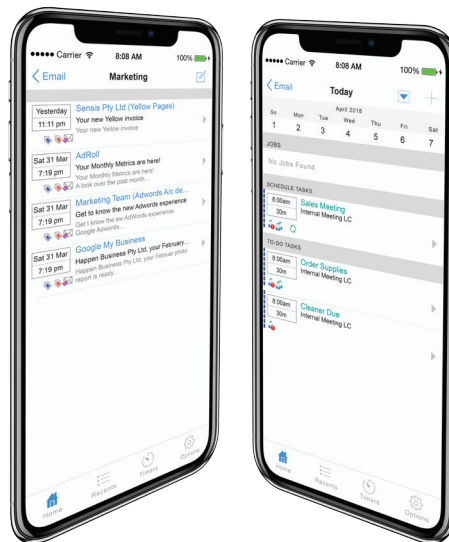 Carrier 8:08 AM 100%
Email Marketing
Yesterday
11:11 pm
Sensis Pty Ltd (Yellow Pages)
Your new Yellow invoice
Your new Yellow invoice
Sat 31 Mar
7:19 pm
AdRoll
Your Monthly Metrics are here!
Your Monthly Metrics are here!
A look over the past month...
Sat 31 Mar
7:19 pm
Marketing Team (Adwords A/c de...
Get to know the new Adwords experience
Get t know the ew AdWords experience
Google Adwords...
Sat 31 Mar
7:19 pm
Google My Business
Happen Business Pty Ltd, your February...
Happen Business Pty Ltd, your Februar photo
report is ready...
Home Recents Timers Options
Carrier 8:08 AM 100%
Email Today
April 2018
Sn Mon Tue Wed Thu Fri Sat
1 2 3 4 5 6 7
JOBS
No Jobs Found
SCHEDULE TASKS
8:00am
30m
Sales Meeting
Internal Meeting LC
TO-DO TASKS
8:00am
30m
Order Supplies
Internal Meeting LC
8:00am
30m
Cleaner Due
Internal Meeting LC
Home Recents Timers Options